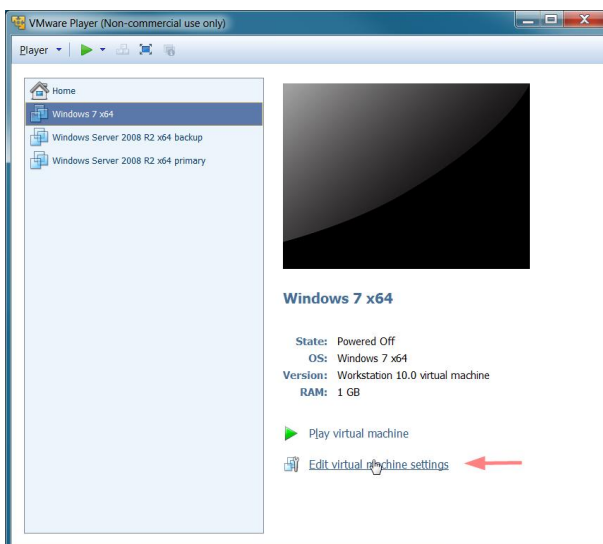 VMware Player (Non-commercial use only)
Player
Home
Windows 7 x64
Windows Server 2008 R2 x64 backup
Windows Server 2008 R2 x64 primary
Windows 7 x64
State: Powered Off
OS: Windows 7 x64
Version: Workstation 10.0 virtual machine
RAM: 1 GB
Play virtual machine
Edit virtual machine settings